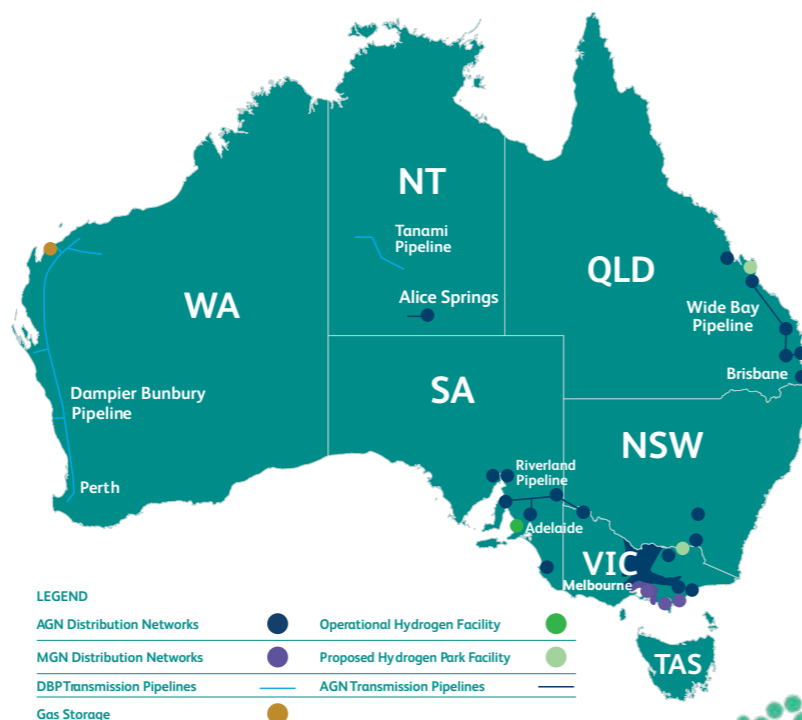 NT
Tanami
Pipeline
QLD
WA
Alice Springs
Wide Bay
Pipeline
Brisbane
SA
Dampier Bunbury
Pipeline
NSW
Riverland
Pipeline
Perth
Adelaide
VIC
Melbourne
TAS
LEGEND
AGN Distribution Networks
Operational Hydrogen Facility
MGN Distribution Networks
Proposed Hydrogen Park Facility
DBPTransmission Pipelines
AGN Transmission Pipelines
Gas Storage